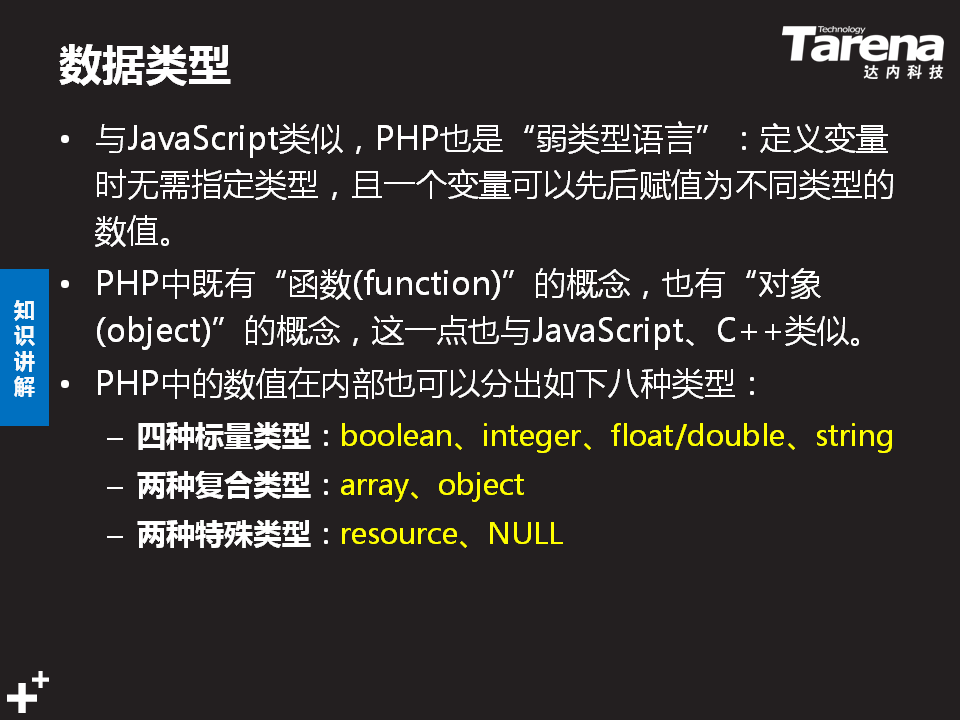 数据类型
Technology
Tarena
达内科技
• 与JavaScript类似，PHP也是“弱类型语言”：定义变量
时无需指定类型，且一个变量可以先后赋值为不同类型的
数值。
• PHP中既有“函数(function)”的概念，也有“对象
(object)”的概念，这一点也与JavaScript、C++类似。
• PHP中的数值在内部也可以分出如下八种类型：
– 四种标量类型：boolean、integer、float/double、string
– 两种复合类型：array、object
– 两种特殊类型：resource、NULL
知
识
讲
解